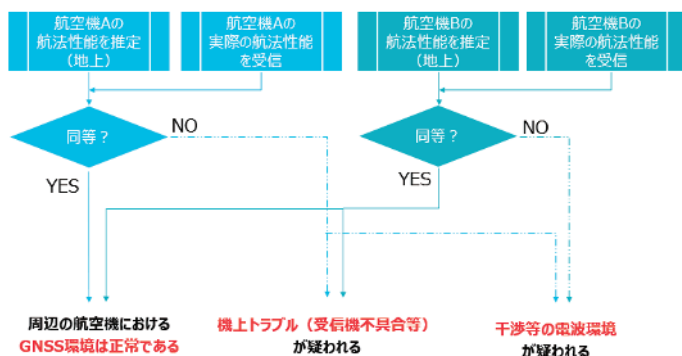 航空機Aの
航法性能を推定
（地上）
航空機Aの
実際の航法性能
を受信
航空機Bの
航法性能を推定
（地上）
航空機Bの
実際の航法性能
を受信
同等？
NO
YES
同等？
NO
YES
周辺の航空機における
GNSS環境は正常である
機上トラブル（受信機不具合等）
が疑われる
干渉等の電波環境
が疑われる